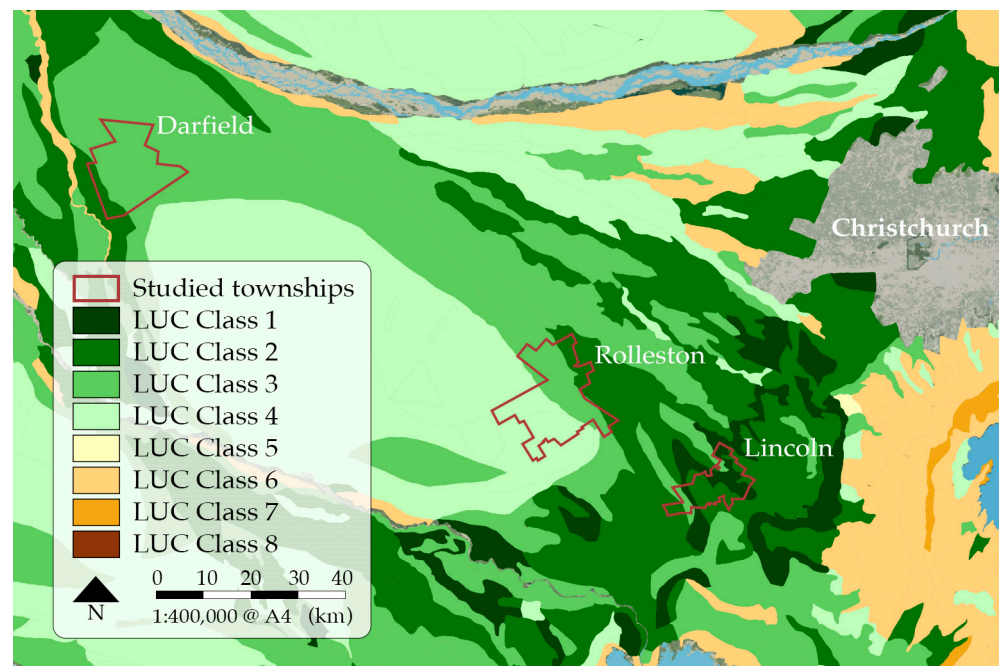 Darfield
Christchurch
Rolleston
Lincoln
Studied townships
LUC Class 1
LUC Class 2
LUC Class 3
LUC Class 4
LUC Class 5
LUC Class 6
LUC Class 7
LUC Class 8
N
0 10 20 30 40
1:400,000 @ A4 (km)